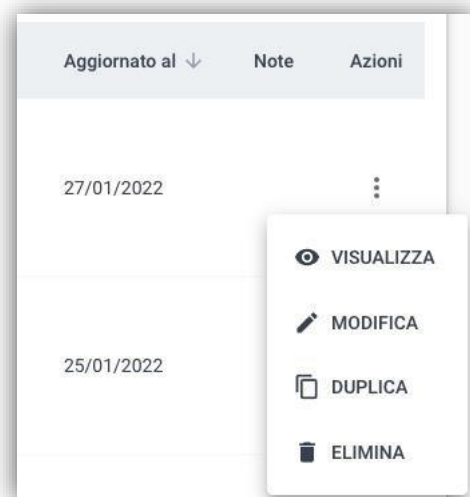 Aggiornato al Note Azioni
27/01/2022
VISUALIZZA
MODIFICA
25/01/2022
DUPLICA
ELIMINA